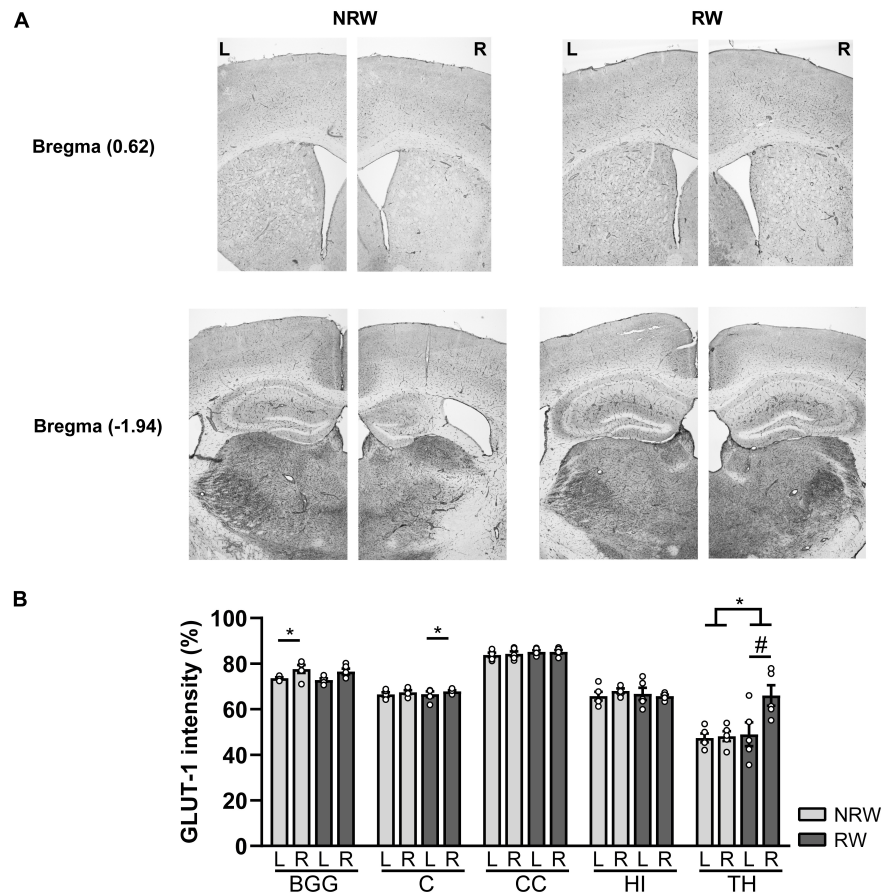 A
NRW
RW
L
R
L
R
Bregma (0.62)
Bregma (-1.94)
B
GLUT-1 intensity (%)
100
80
60
40
20
0
*
*
*
#
L R L R
L R L R
L R L R
L R L R
L R L R
BGG
C
CC
HI
TH
NRW
RW